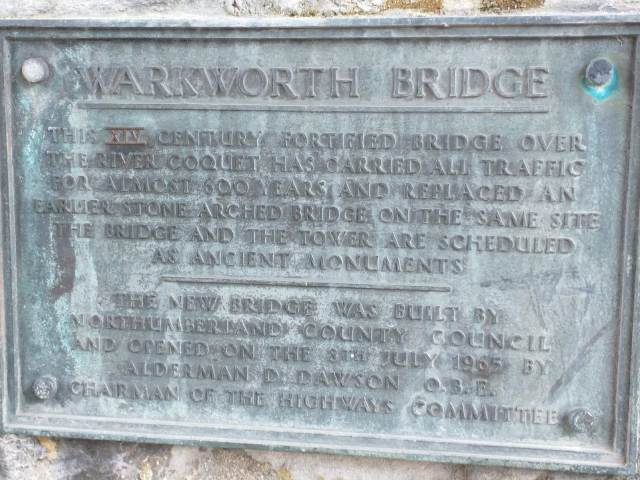 WARKWORTH BRIDGE
THIS XIV CENTURY FORTIFIED BRIDGE OVER
THE RIVER COQUET HAS CARRIED ALL TRAFFIC
FOR ALMOST 600 YEARS AND REPLACED AN
EARLIER STONE ARCHED BRIDGE ON THE SAME SITE
THE BRIDGE AND THE TOWER ARE SCHEDULED
AS ANCIENT MONUMENTS
THE NEW BRIDGE WAS BUILT BY
NORTHUMBERLAND COUNTY COUNCIL
AND OPENED ON THE 8TH JULY 1965 BY
ALDERMAN D. DAWSON O.B.E.
CHAIRMAN OF THE HIGHWAYS COMMITTEE